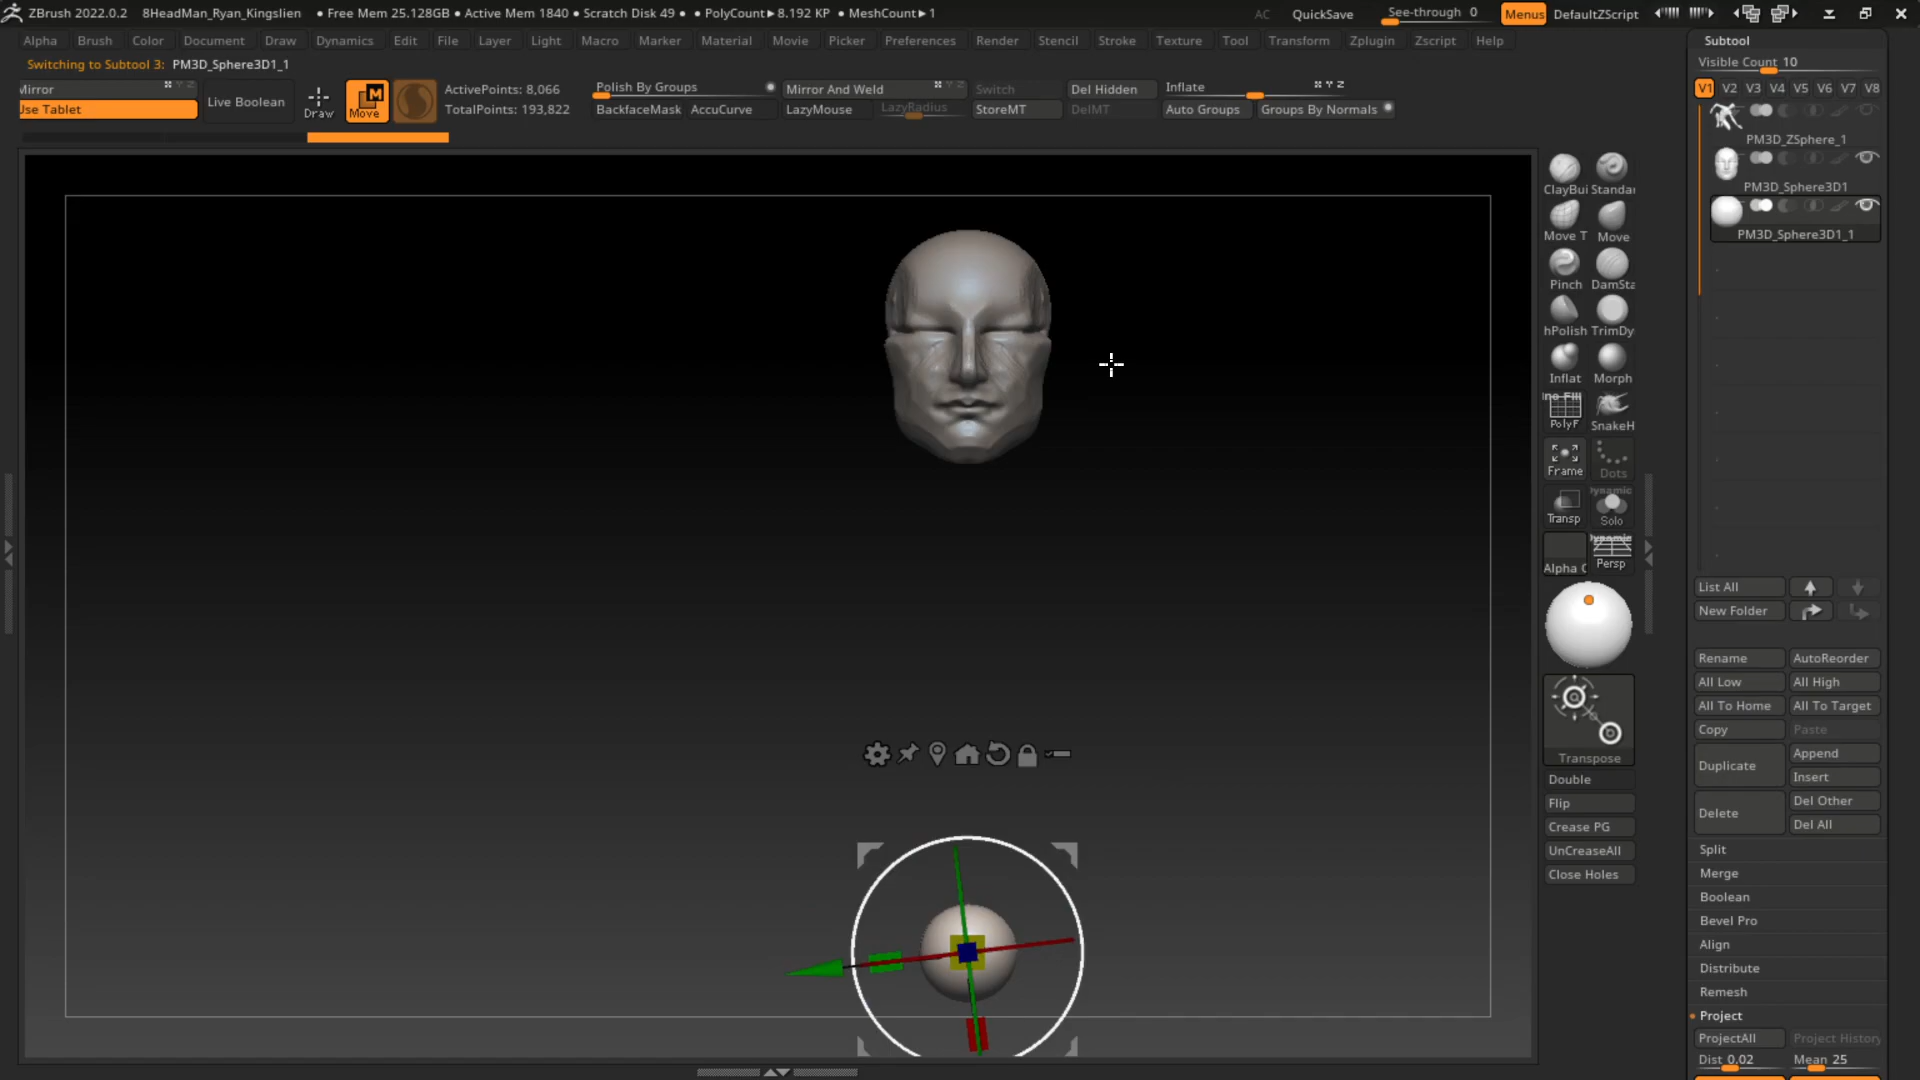 ZBrush 2022.0.2 8HeadMan_Ryan_Kingslien • Free Mem 25.128GB • Active Mem 1840 • Scratch Disk 49 • • PolyCount▸8.192 KP • MeshCount▸1 AC QuickSave See-through 0 Menus DefaultZScript
Alpha Brush Color Document Draw Dynamics Edit File Layer Light Macro Marker Material Movie Picker Preferences Render Stencil Stroke Texture Tool Transform Zplugin Zscript Help
Switching to Subtool 3: PM3D_Sphere3D1_1
Mirror
Use Tablet
Live Boolean
Draw
Move
ActivePoints: 8,066
TotalPoints: 193,822
Polish By Groups
BackfaceMask AccuCurve
Mirror And Weld
LazyMouse LazyRadius
Switch
StoreMT
Del Hidden
DelMT
Inflate
Auto Groups Groups By Normals
ClayBui Standar
Move T Move
Pinch DamSta
hPolish TrimDy
Inflat Morph
PolyF SnakeH
Frame Dots
Dynamic
Transp Solo
Dynamic
Persp
Transpose
Double
Flip
Crease PG
UnCreaseAll
Close Holes
Subtool
Visible Count 10
V1 V2 V3 V4 V5 V6 V7 V8
PM3D_ZSphere_1
PM3D_Sphere3D1
PM3D_Sphere3D1_1
List All
New Folder
Rename AutoReorder
All Low All High
All To Home All To Target
Copy Paste
Duplicate Append
Insert
Delete Del Other
Del All
Split
Merge
Boolean
Bevel Pro
Align
Distribute
Remesh
Project
ProjectAll Project History
Dist 0.02 Mean 25